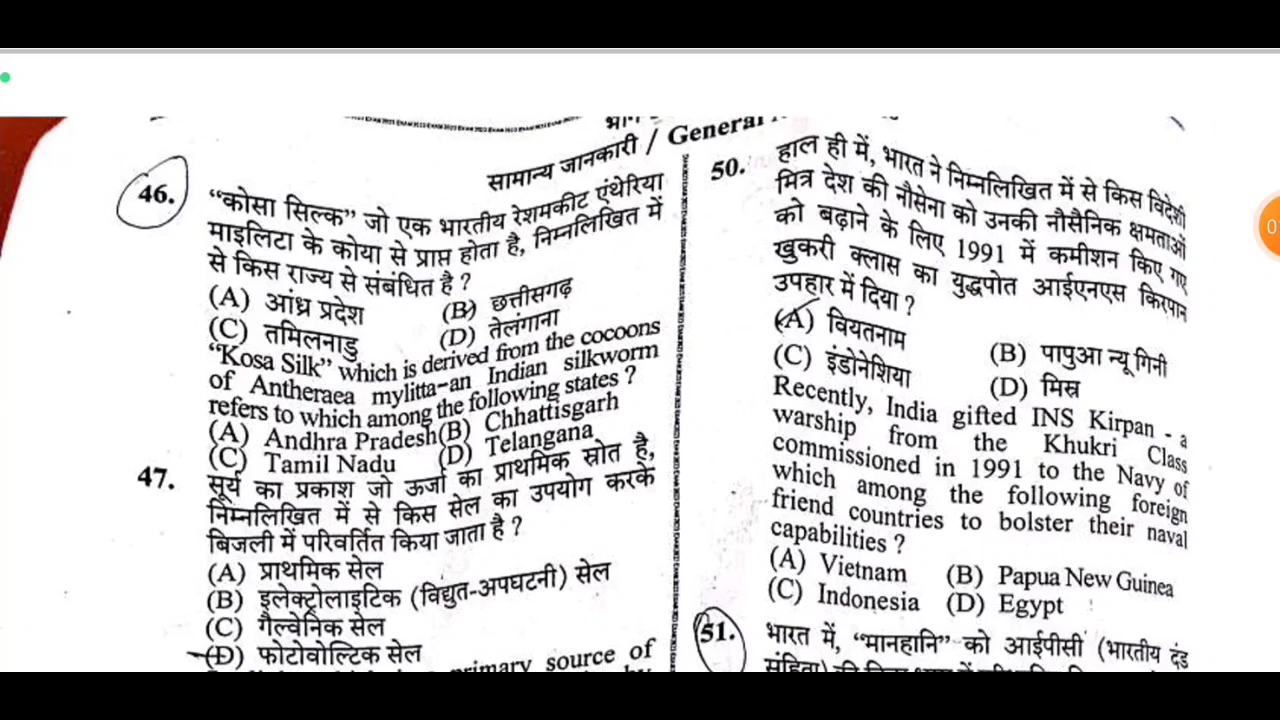 सामान्य जानकारी / General
46.
“कोसा सिल्क” जो एक भारतीय रेशमकीट एंथेरिया
माइलिटा के कोया से प्राप्त होता है, निम्नलिखित में
से किस राज्य से संबंधित है ?
(A) आंध्र प्रदेश (B) छत्तीसगढ़
(C) तमिलनाडु (D) तेलंगाना
“Kosa Silk” which is derived from the cocoons
of Antheraea mylitta-an Indian silkworm
refers to which among the following states ?
(A) Andhra Pradesh (B) Chhattisgarh
(C) Tamil Nadu (D) Telangana
47.
सूर्य का प्रकाश जो ऊर्जा का प्राथमिक स्रोत है,
निम्नलिखित में से किस सेल का उपयोग करके
बिजली में परिवर्तित किया जाता है ?
(A) प्राथमिक सेल
(B) इलेक्ट्रोलाइटिक (विद्युत-अपघटनी) सेल
(C) गैल्वेनिक सेल
(D) फोटोवोल्टिक सेल
primary source of
50.
हाल ही में, भारत ने निम्नलिखित में से किस विदेशी
मित्र देश की नौसेना को उनकी नौसैनिक क्षमताओं
को बढ़ाने के लिए 1991 में कमीशन किए गए
खुकरी क्लास का युद्धपोत आईएनएस किरपान
उपहार में दिया ?
(A) वियतनाम (B) पापुआ न्यू गिनी
(C) इंडोनेशिया (D) मिस्र
Recently, India gifted INS Kirpan - a
warship from the Khukri Class
commissioned in 1991 to the Navy of
which among the following foreign
friend countries to bolster their naval
capabilities ?
(A) Vietnam (B) Papua New Guinea
(C) Indonesia (D) Egypt
51.
भारत में, “मानहानि” को आईपीसी (भारतीय दंड